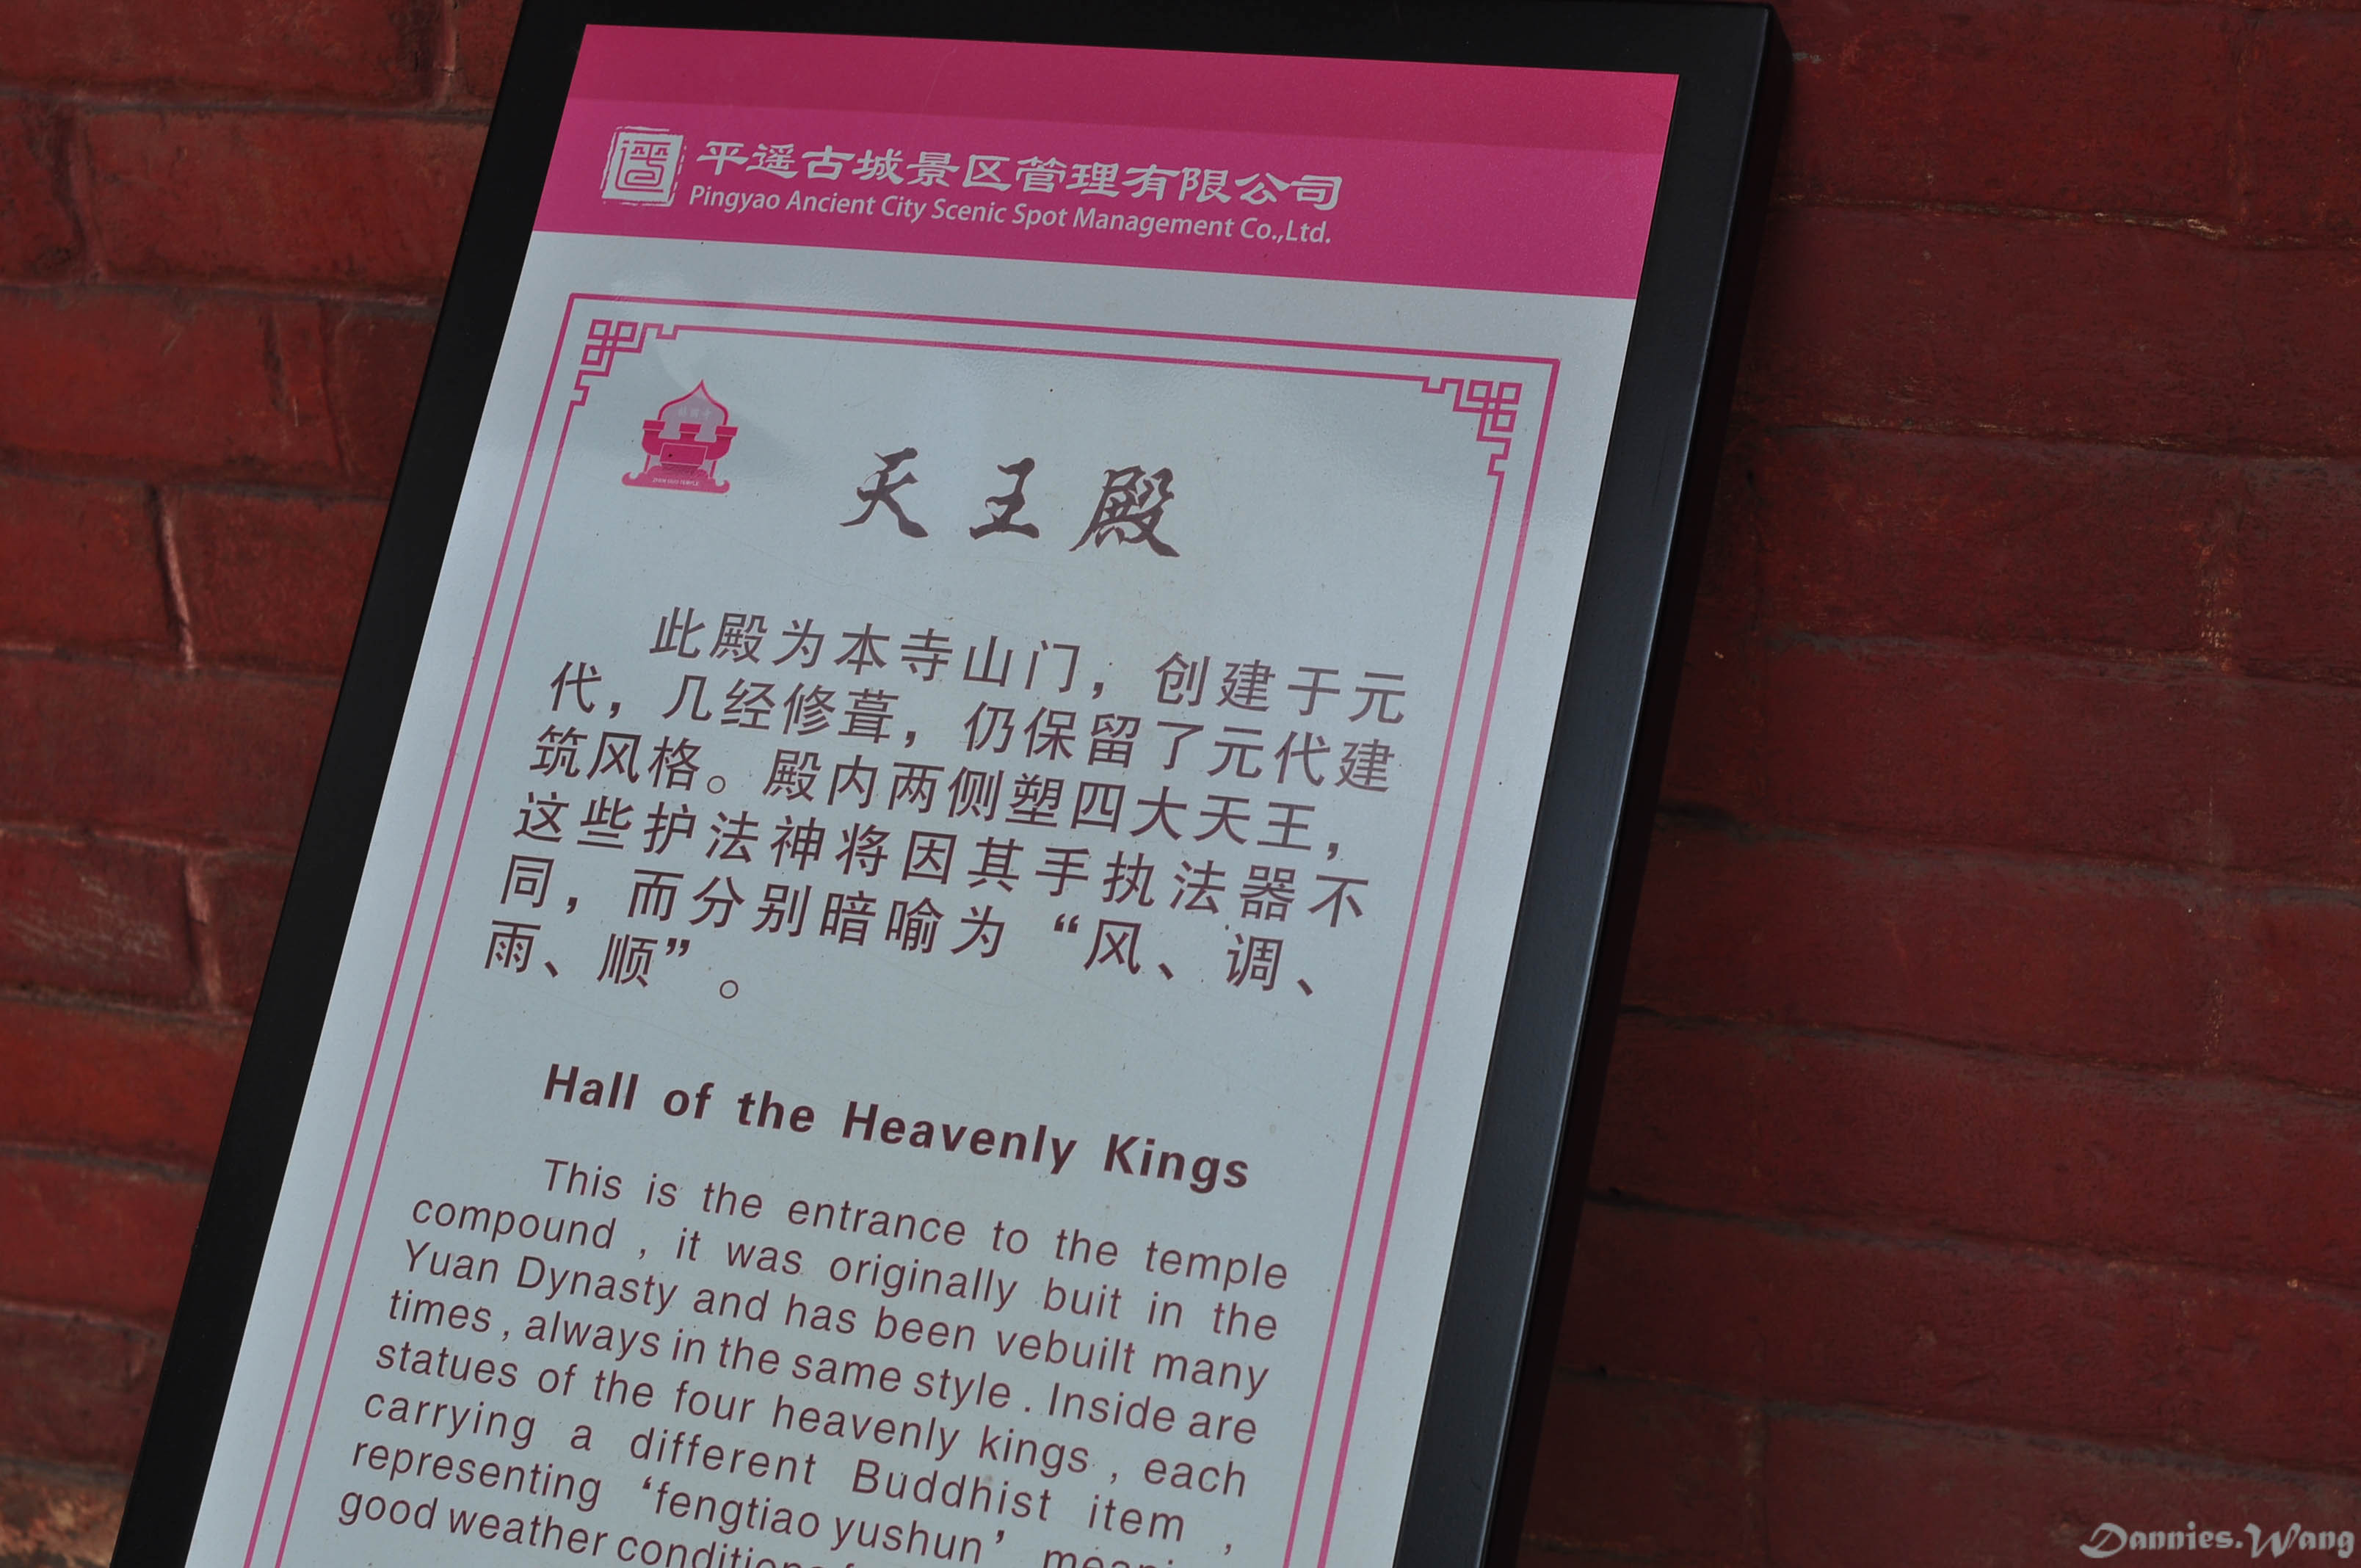 平遥古城景区管理有限公司
Pingyao Ancient City Scenic Spot Management Co.,Ltd.
天王殿
此殿为本寺山门，创建于元
代，几经修葺，仍保留了元代建
筑风格。殿内两侧塑四大天王，
这些护法神将因其手执法器不
同，而分别暗喻为“风、调、
雨、顺”。
Hall of the Heavenly Kings
This is the entrance to the temple
compound , it was originally buit in the
Yuan Dynasty and has been vebuilt many
times , always in the same style . Inside are
statues of the four heavenly kings , each
carrying a different Buddhist item ,
representing ‘fengtiao yushun’
good weather
Dannies.Wang